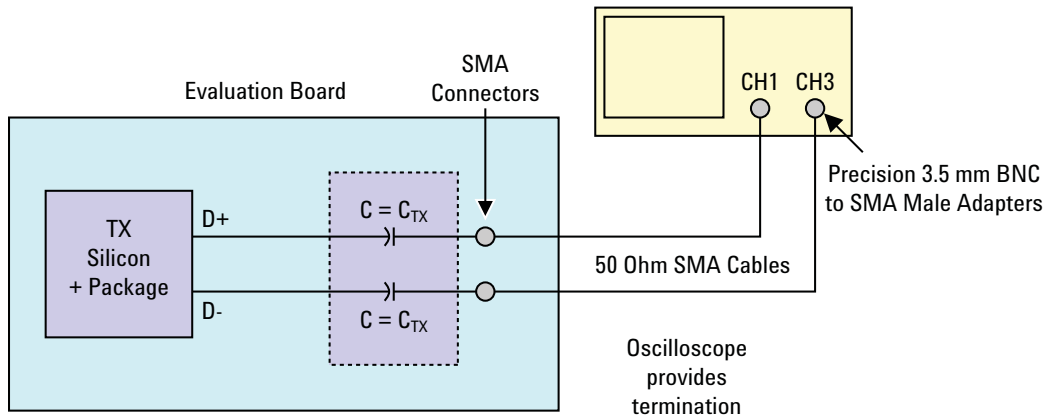 Evaluation Board
SMA
Connectors
CH1 CH3
Precision 3.5 mm BNC
to SMA Male Adapters
TX
Silicon
+ Package
D+
D-
C = CTX
C = CTX
50 Ohm SMA Cables
Oscilloscope
provides
termination